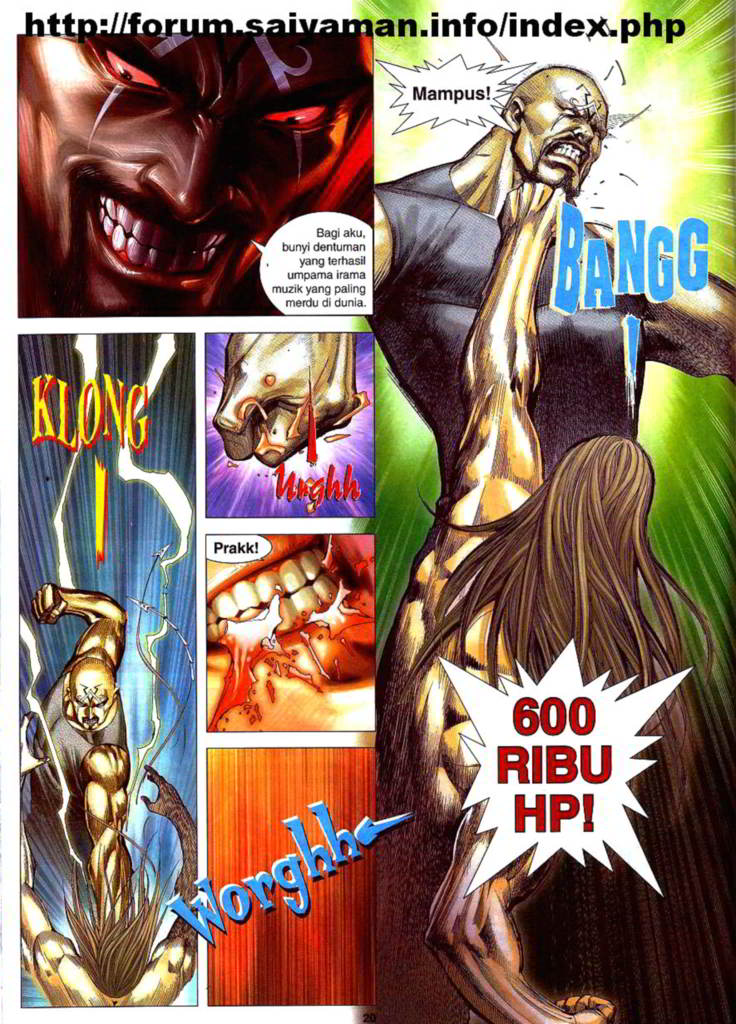 http://forum.saiyaman.info/index.php
Bagi aku,
bunyi dentuman
yang terhasil
umpama irama
muzik yang paling
merdu di dunia.
Mampus!
BANGG
!
KLONG
!
Urghh
Prakk!
Worghh
600
RIBU
HP!
20